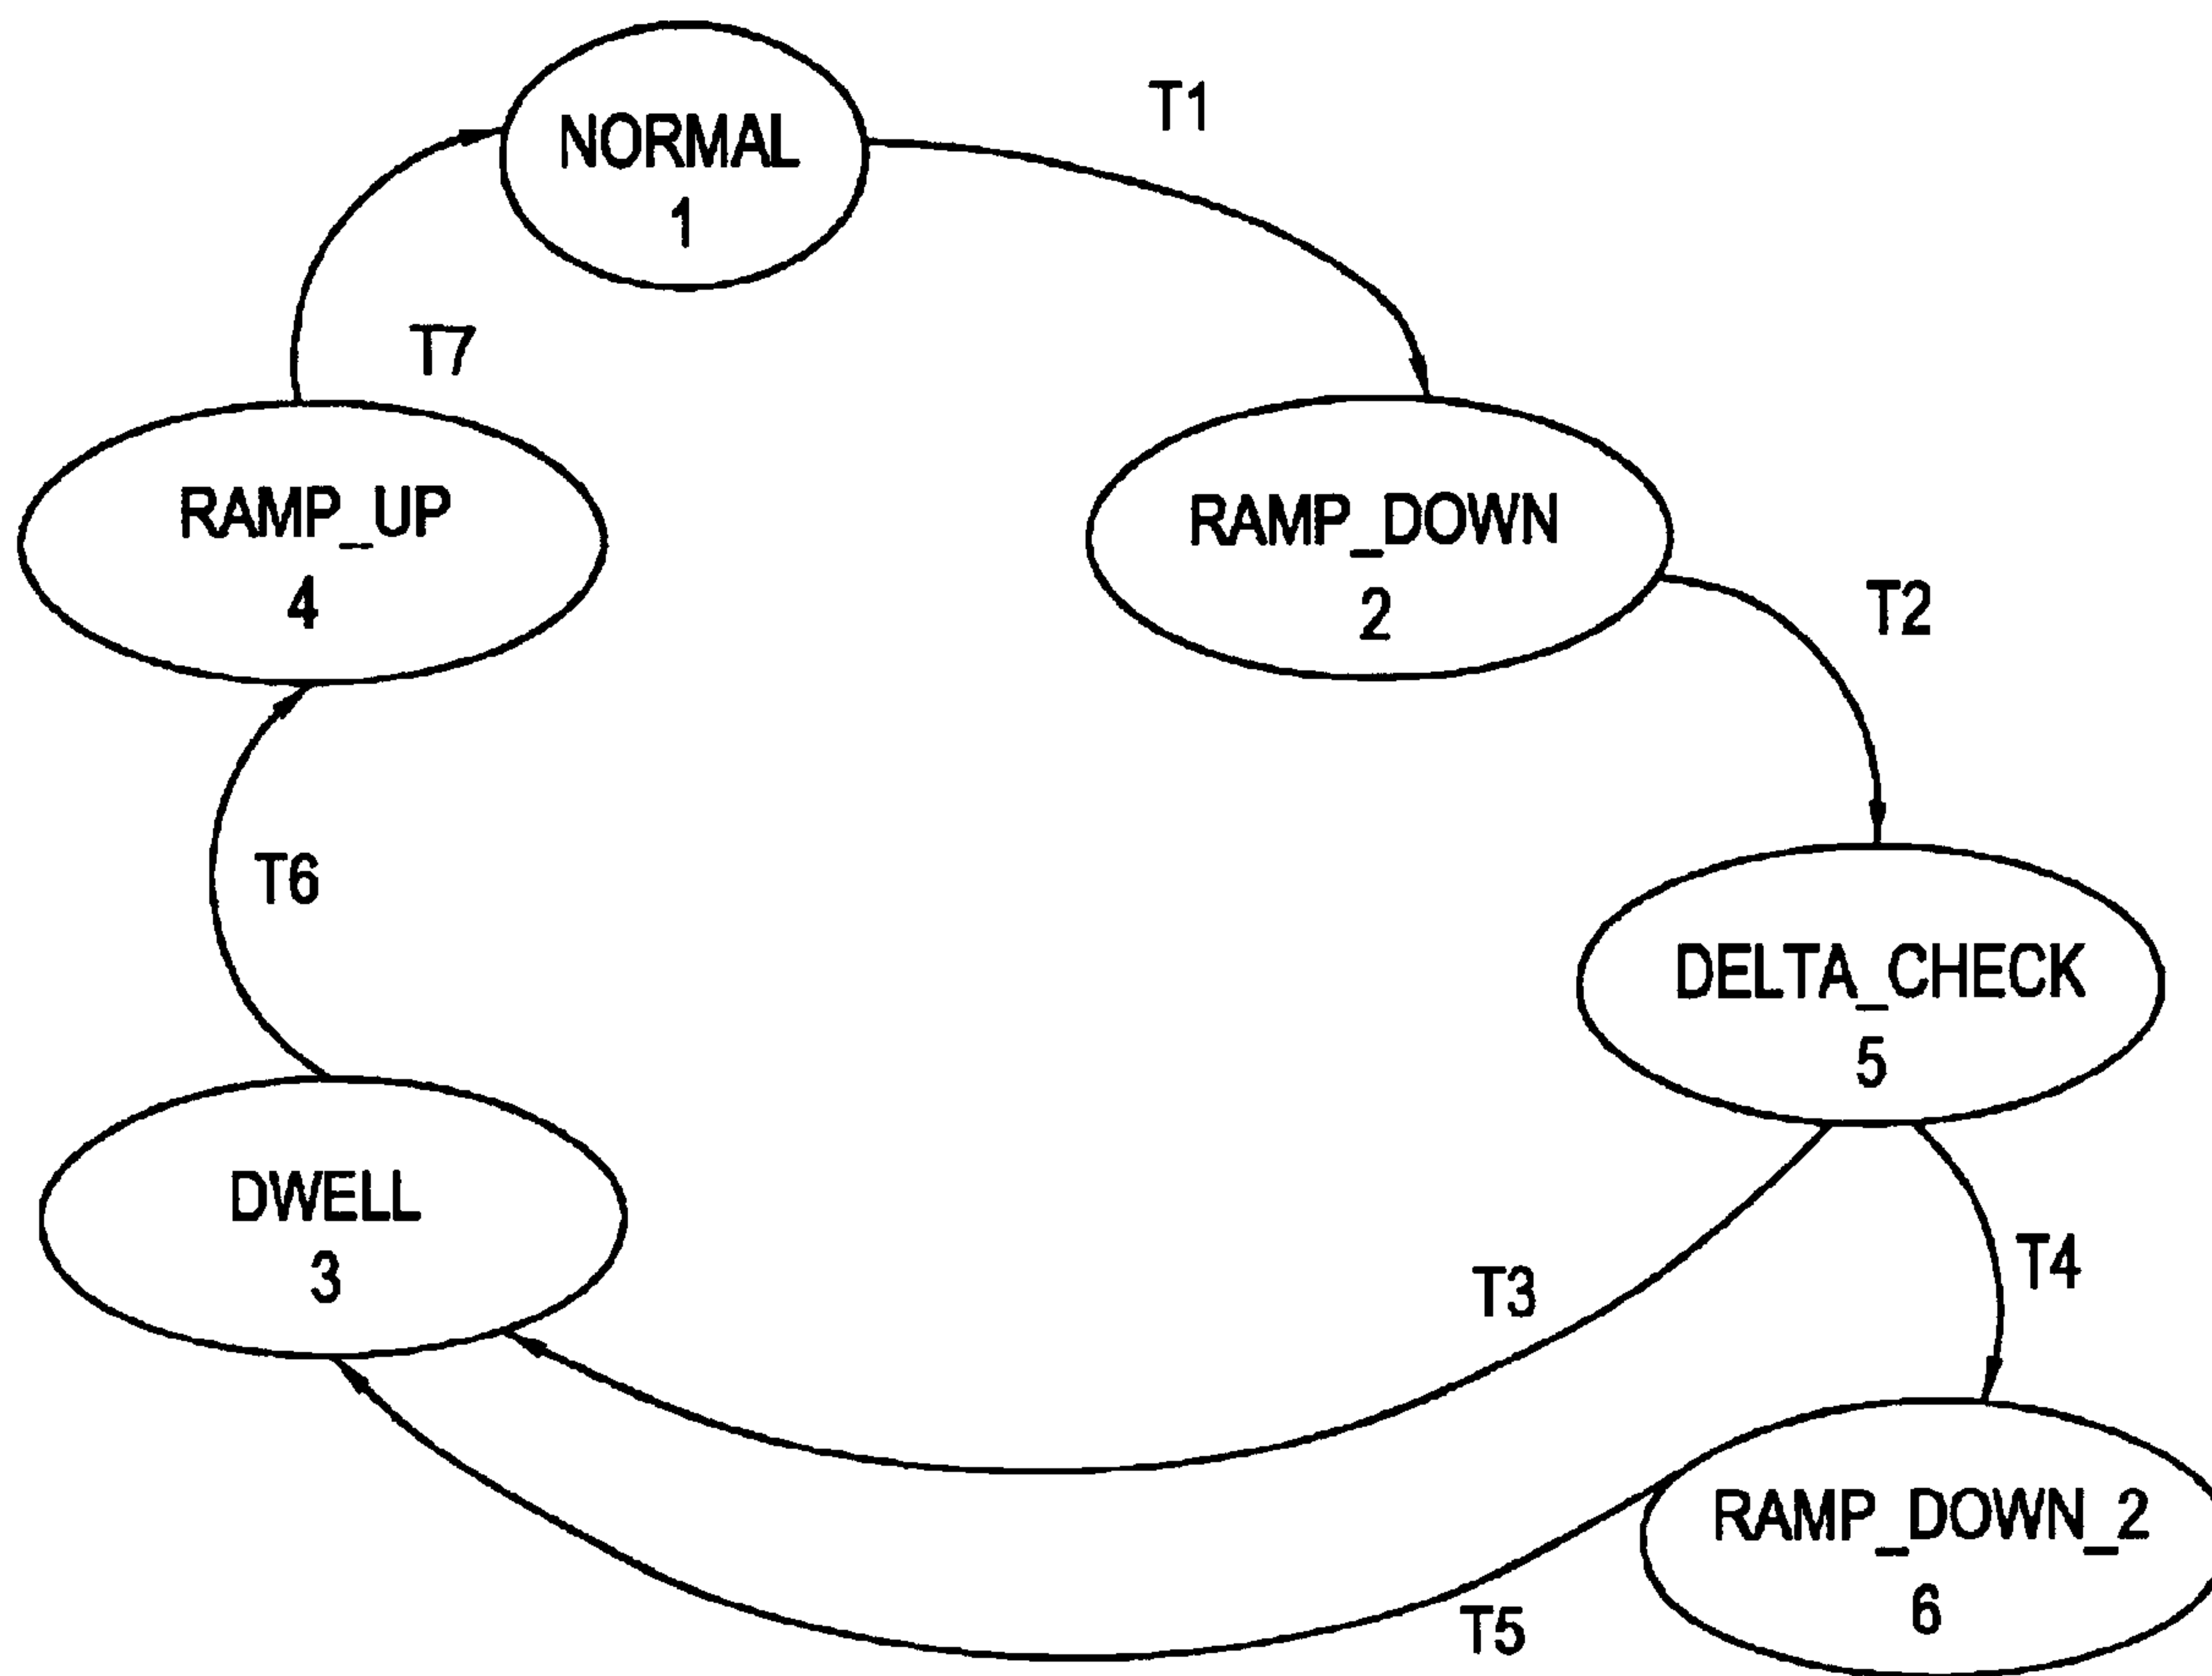 NORMAL
1
T1
T7
RAMP_UP
4
RAMP_DOWN
2
T2
T6
DELTA_CHECK
5
DWELL
3
T3
T4
RAMP_DOWN_2
6
T5